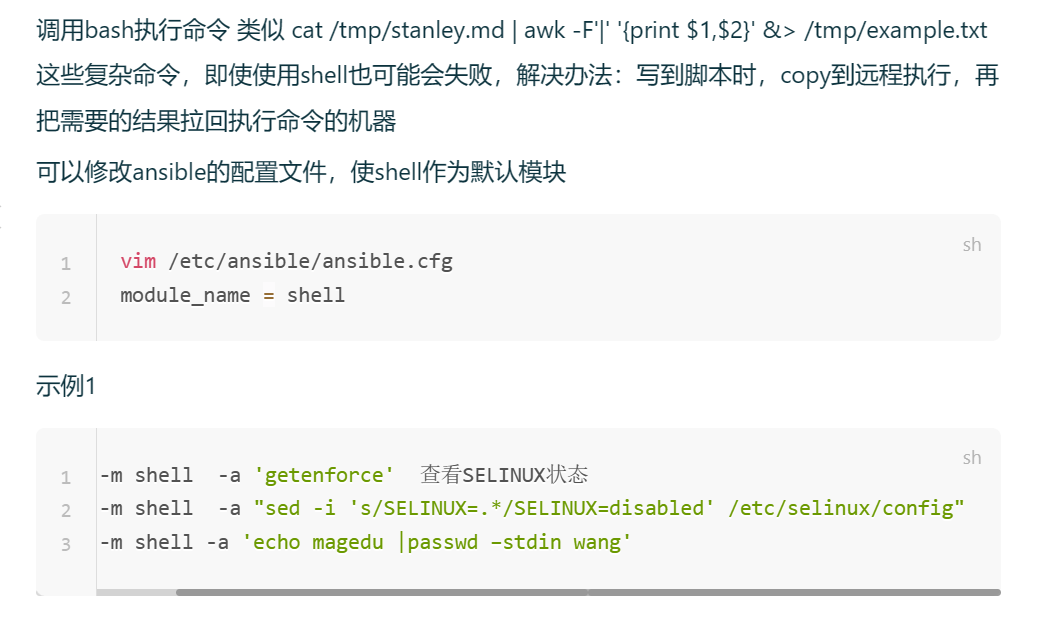 调用bash执行命令 类似 cat /tmp/stanley.md | awk -F'|' '{print $1,$2}' &> /tmp/example.txt
这些复杂命令，即使使用shell也可能会失败，解决办法：写到脚本时，copy到远程执行，再
把需要的结果拉回执行命令的机器
可以修改ansible的配置文件，使shell作为默认模块
sh
1 vim /etc/ansible/ansible.cfg
2 module_name = shell
示例1
sh
1 -m shell  -a 'getenforce'  查看SELINUX状态
2 -m shell  -a "sed -i 's/SELINUX=.*/SELINUX=disabled' /etc/selinux/config"
3 -m shell -a 'echo magedu |passwd –stdin wang'